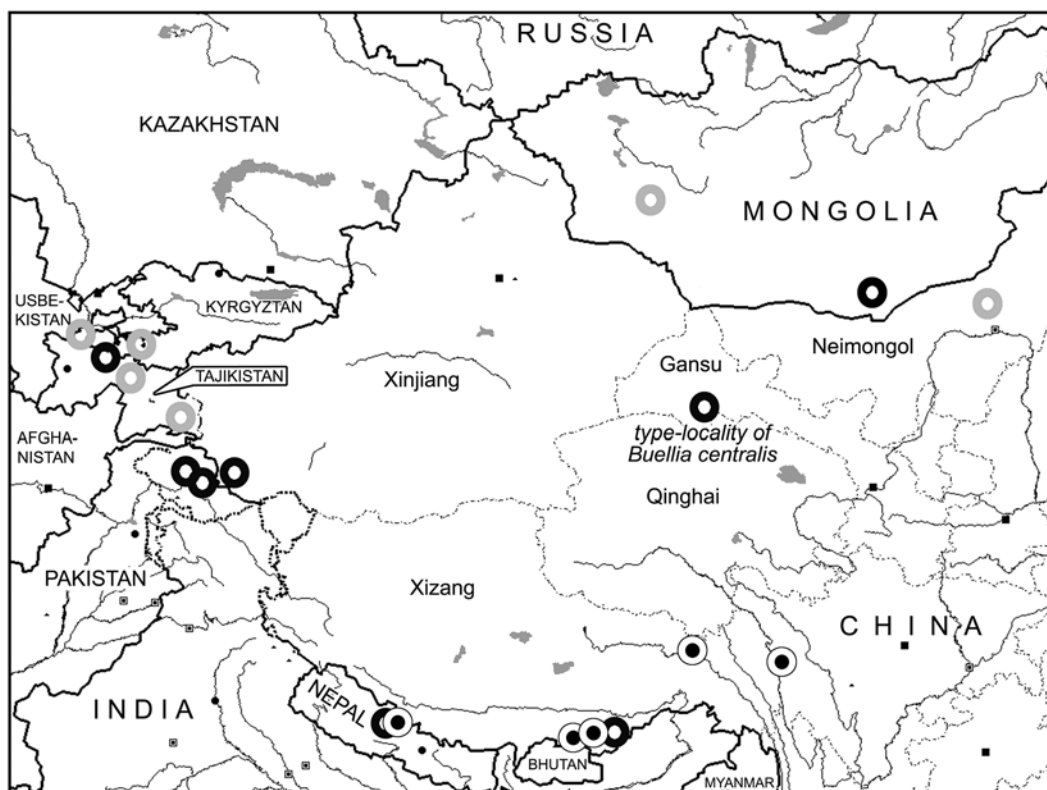 RUSSIA
KAZAKHSTAN
MONGOLIA
USBE-
KISTAN
KYRGYZTAN
Neimongol
Gansu
Xinjiang
TAJIKISTAN
type-locality of
Buellia centralis
AFGHA-
NISTAN
Qinghai
PAKISTAN
Xizang
CHINA
INDIA
NEPAL
BHUTAN
MYANMAR